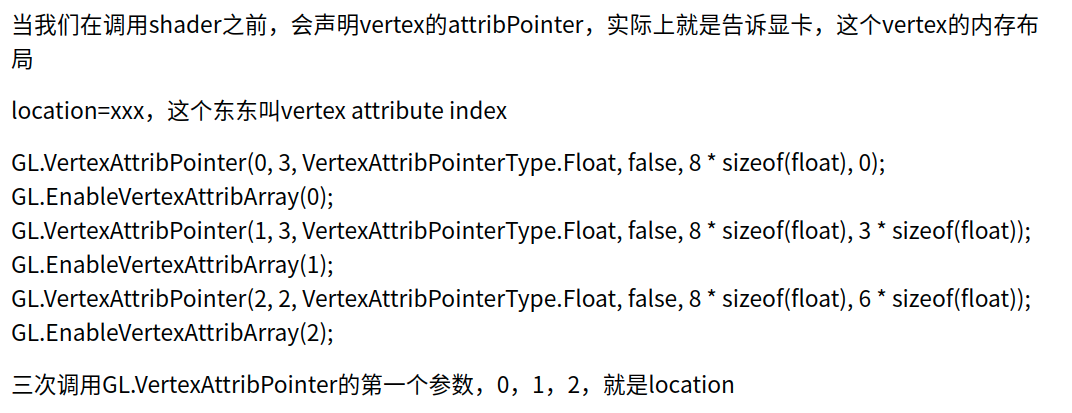 当我们在调用shader之前，会声明vertex的attribPointer，实际上就是告诉显卡，这个vertex的内存布
局
location=xxx，这个东东叫vertex attribute index
GL.VertexAttribPointer(0, 3, VertexAttribPointerType.Float, false, 8 * sizeof(float), 0);
GL.EnableVertexAttribArray(0);
GL.VertexAttribPointer(1, 3, VertexAttribPointerType.Float, false, 8 * sizeof(float), 3 * sizeof(float));
GL.EnableVertexAttribArray(1);
GL.VertexAttribPointer(2, 2, VertexAttribPointerType.Float, false, 8 * sizeof(float), 6 * sizeof(float));
GL.EnableVertexAttribArray(2);
三次调用GL.VertexAttribPointer的第一个参数，0，1，2，就是location